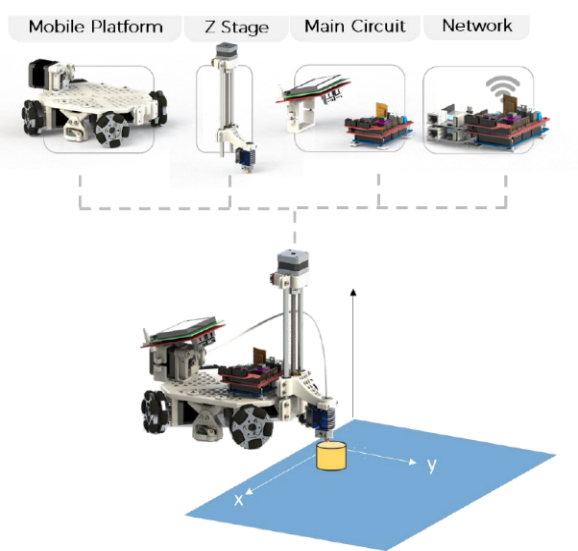 Mobile Platform
Z Stage
Main Circuit
Network
y
x